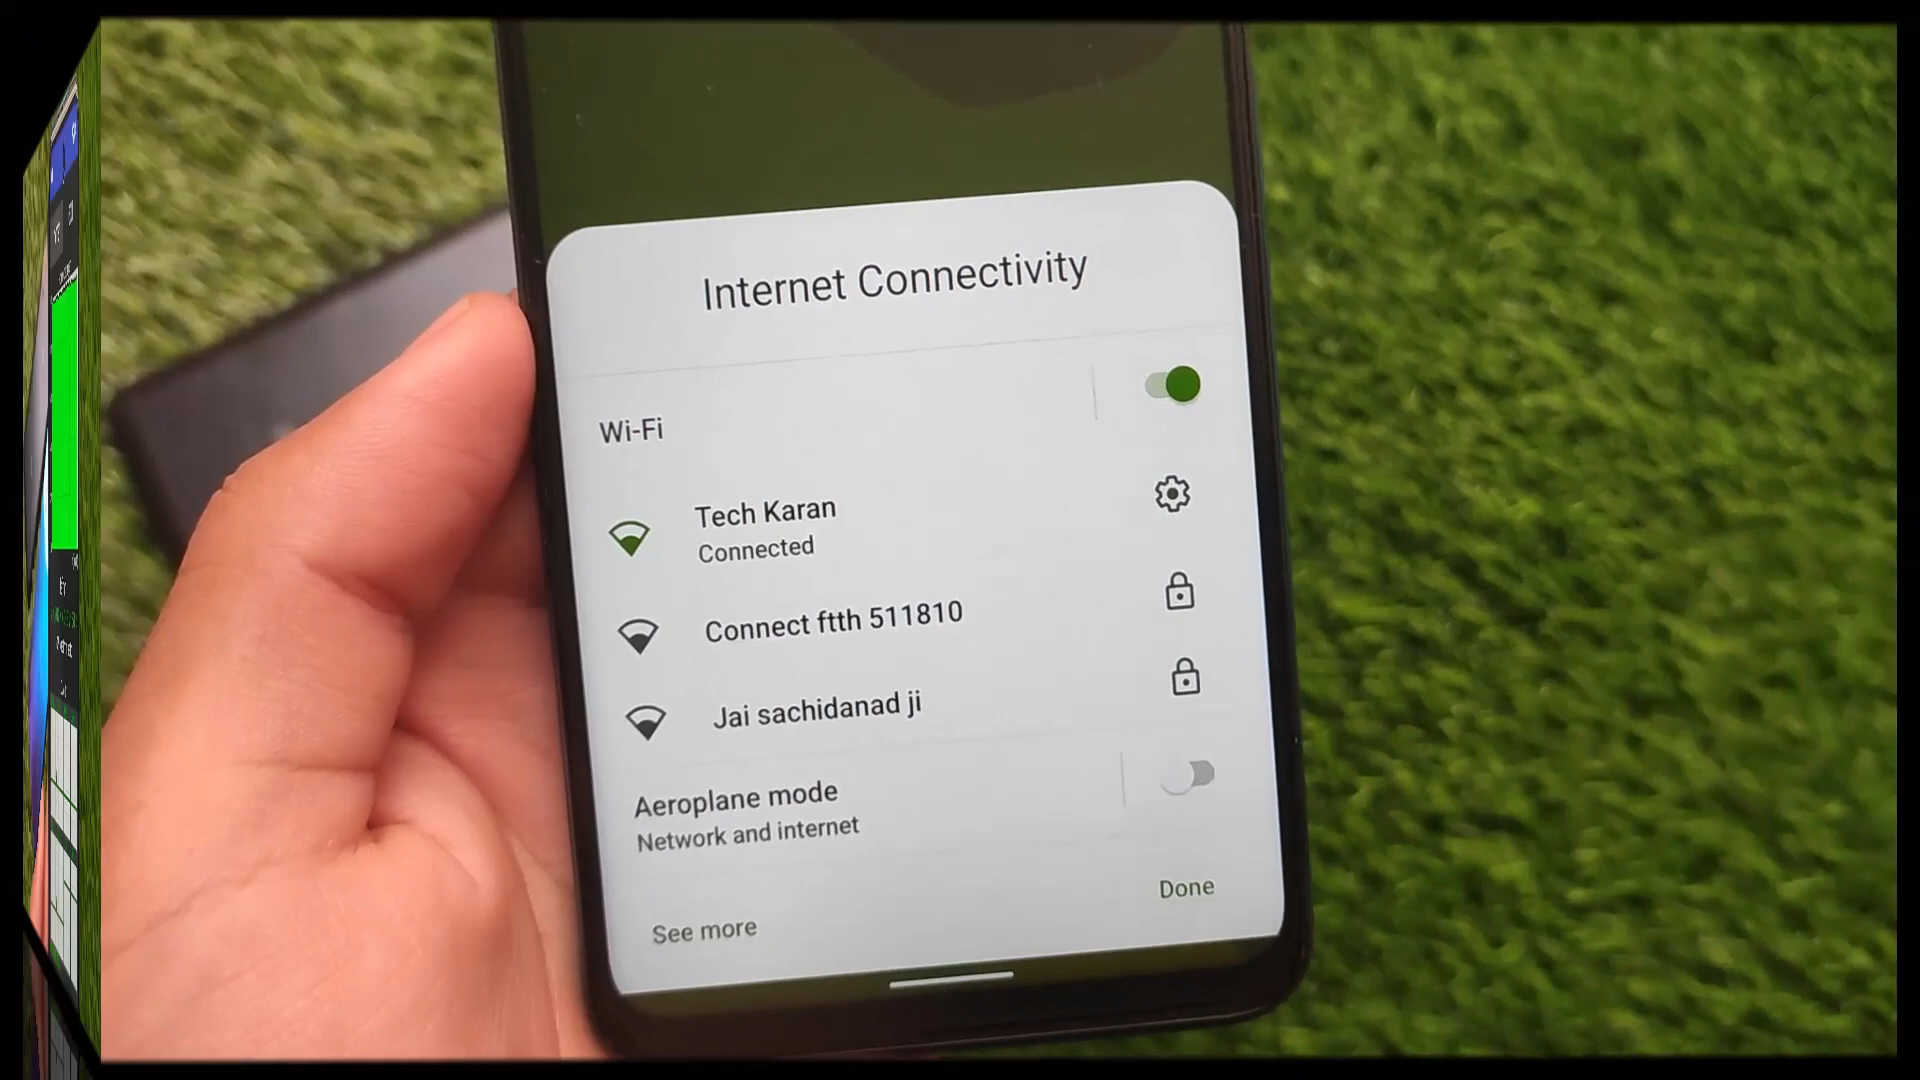 Internet Connectivity
Wi-Fi
Tech Karan
Connected
Connect ftth 511810
Jai sachidanad ji
Aeroplane mode
Network and internet
Done
See more